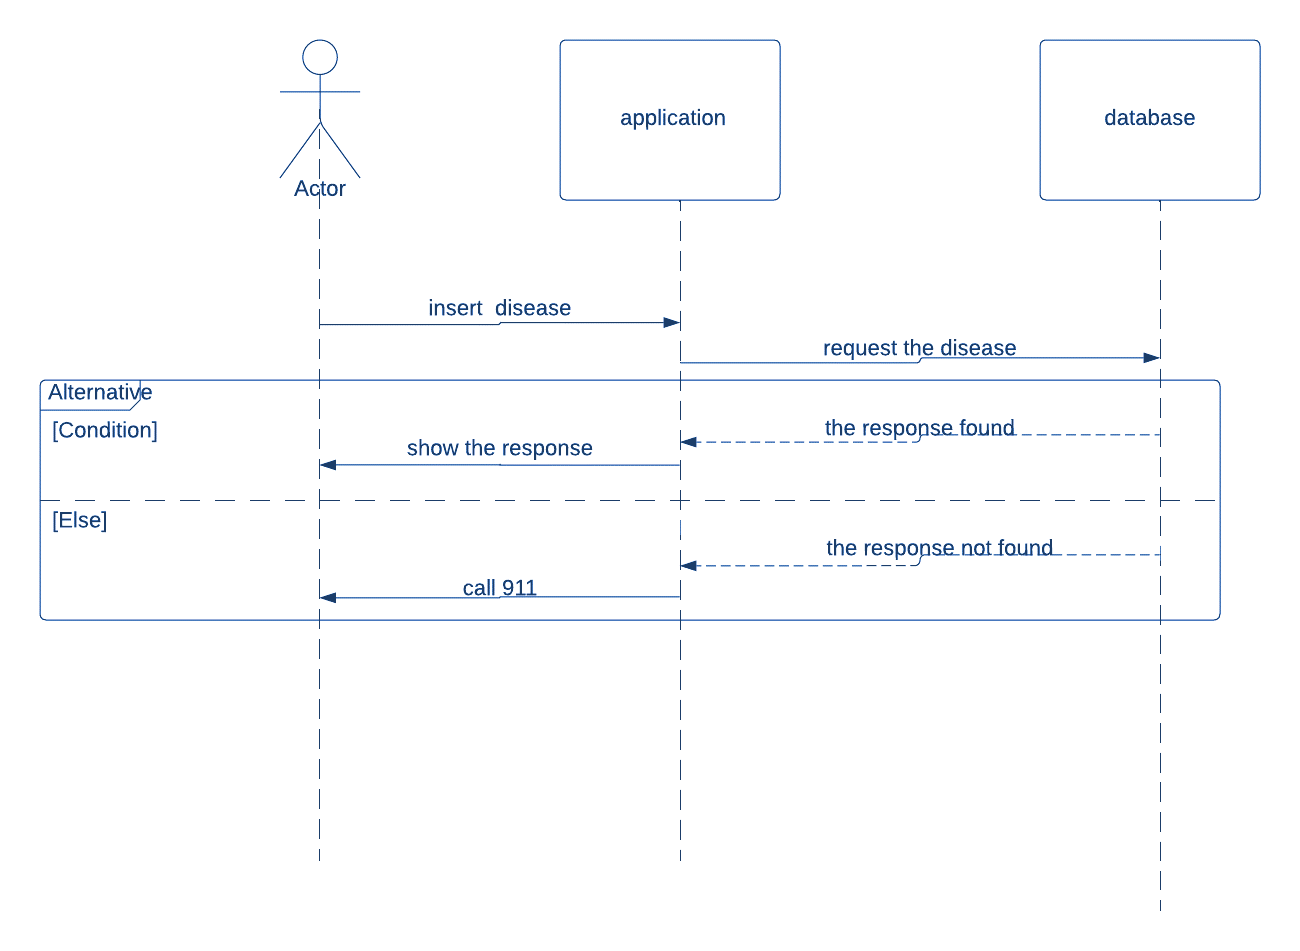 application
database
Actor
insert  disease
request the disease
Alternative
[Condition]
the response found
show the response
[Else]
the response not found
call 911